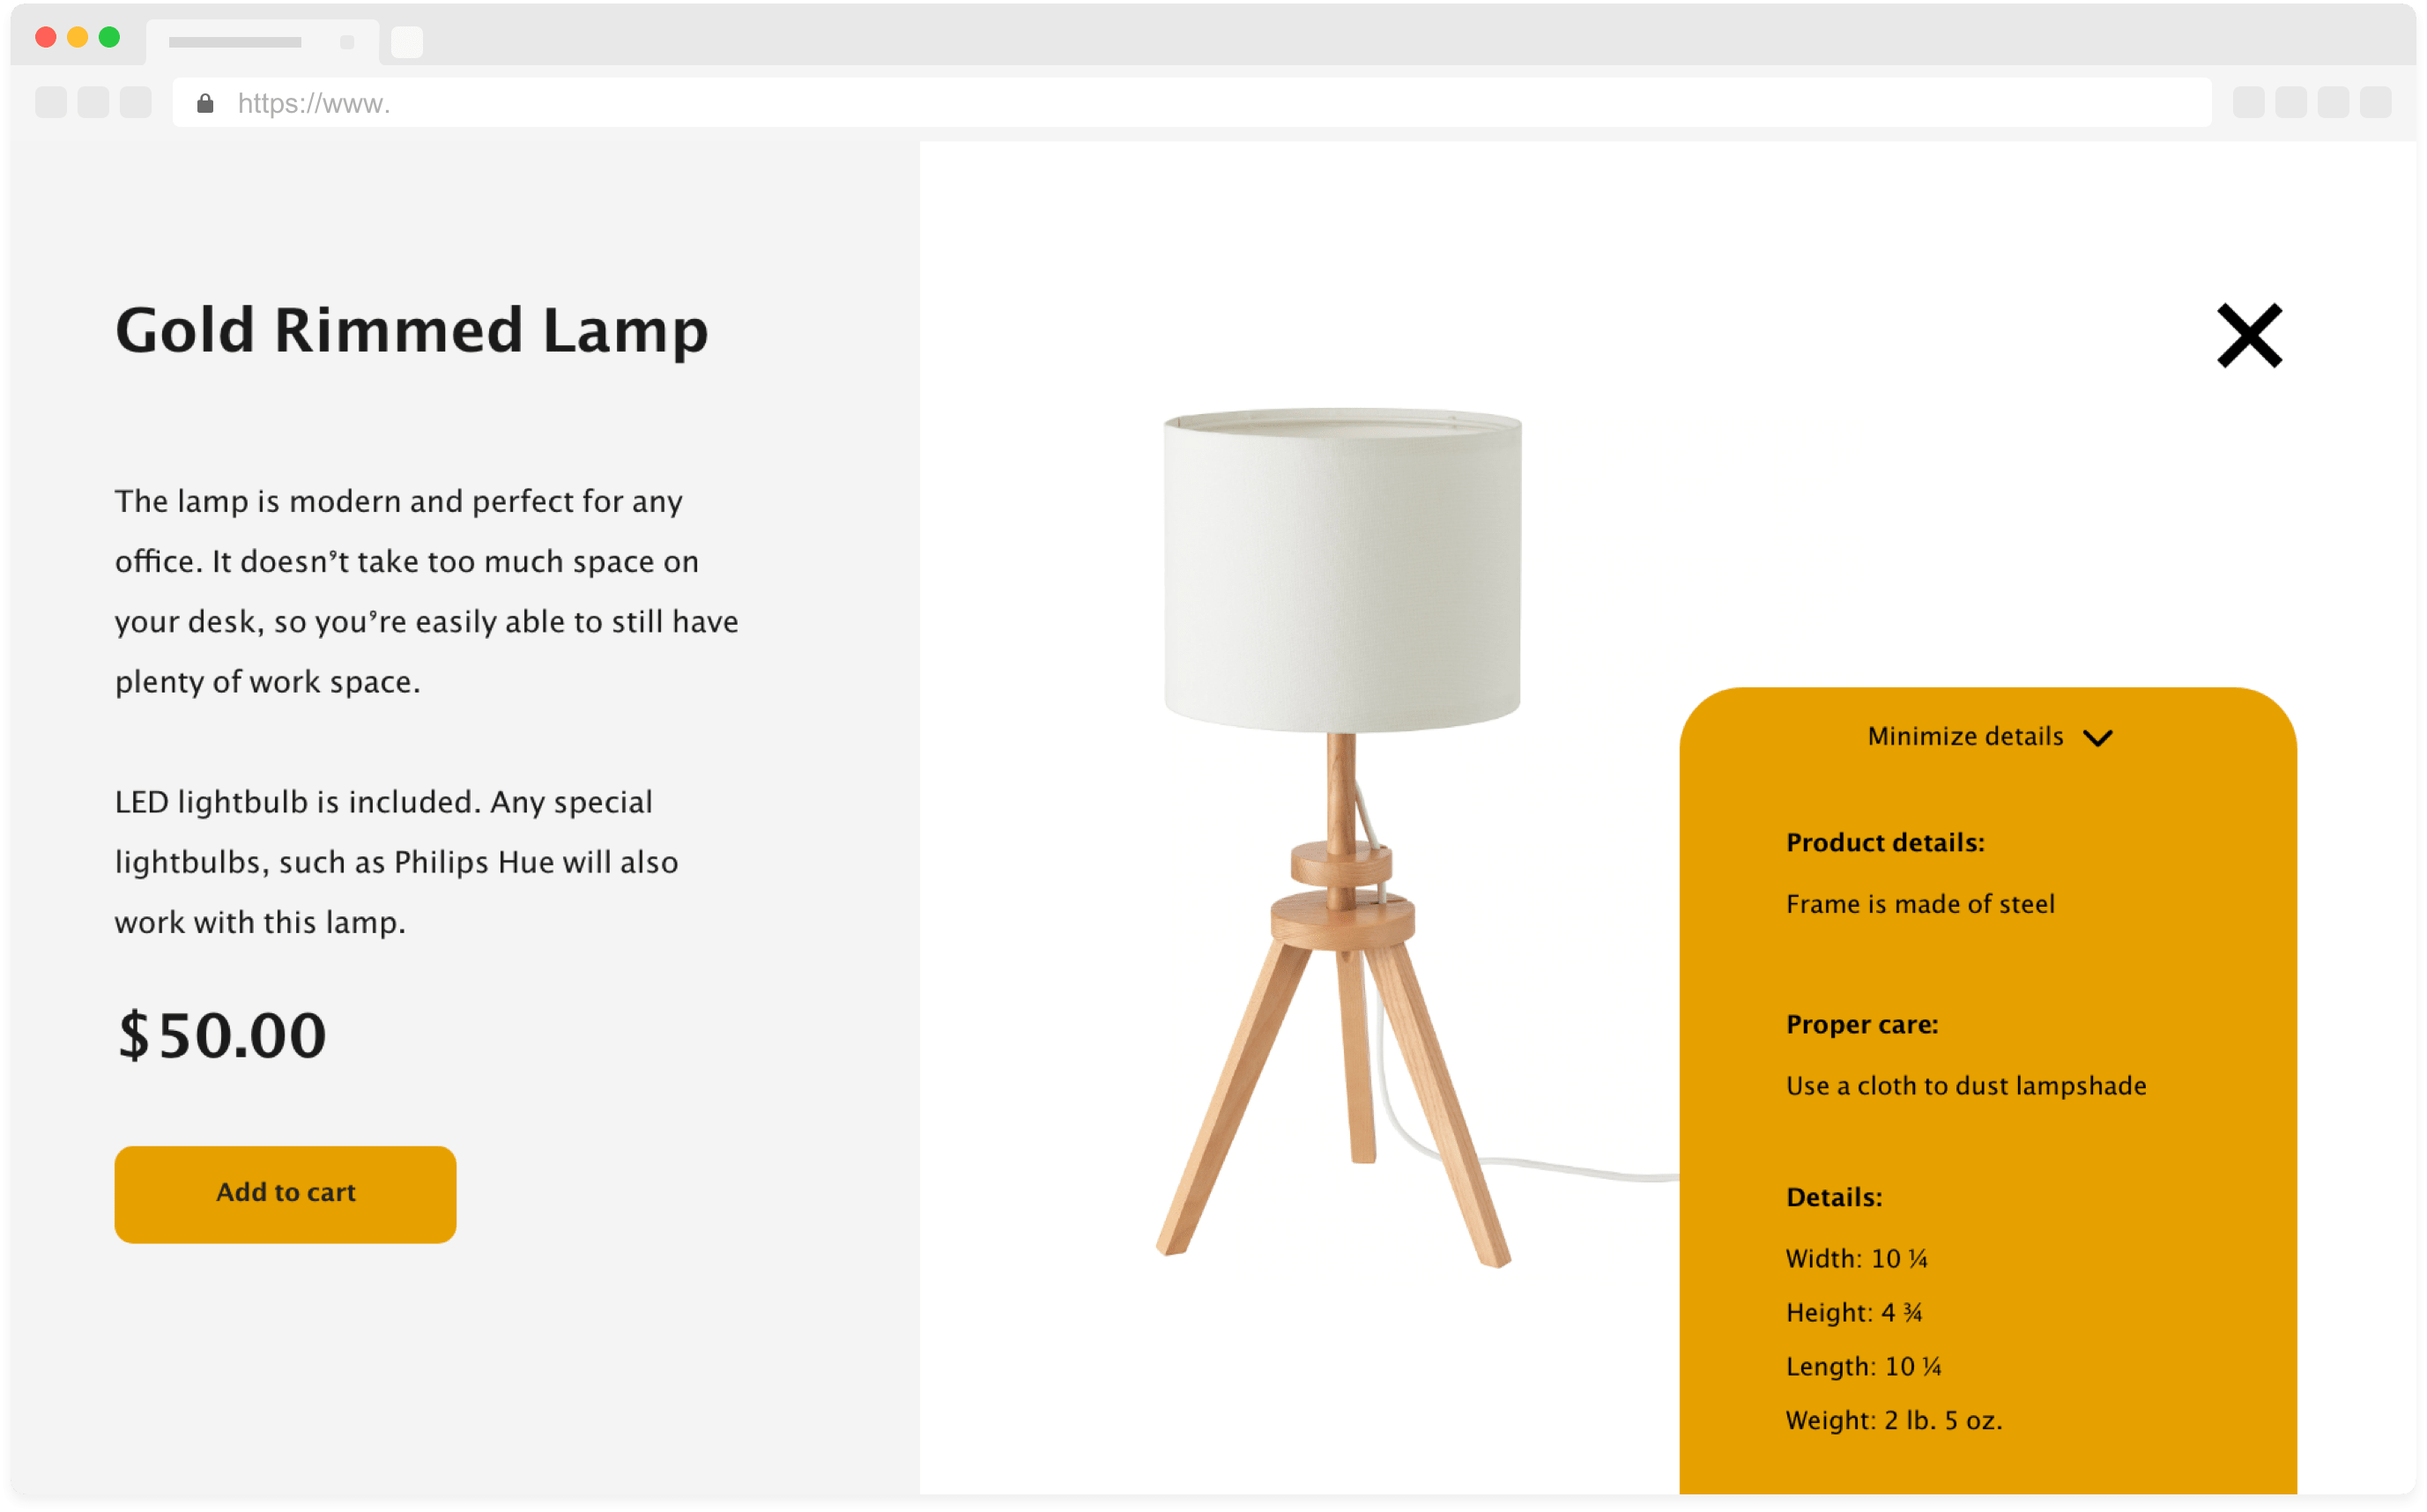 https://www.
Gold Rimmed Lamp
The lamp is modern and perfect for any
office. It doesn’t take too much space on
your desk, so you’re easily able to still have
plenty of work space.
LED lightbulb is included. Any special
lightbulbs, such as Philips Hue will also
work with this lamp.
$50.00
Add to cart
Minimize details
Product details:
Frame is made of steel
Proper care:
Use a cloth to dust lampshade
Details:
Width: 10 ¼
Height: 4 ¾
Length: 10 ¼
Weight: 2 lb. 5 oz.